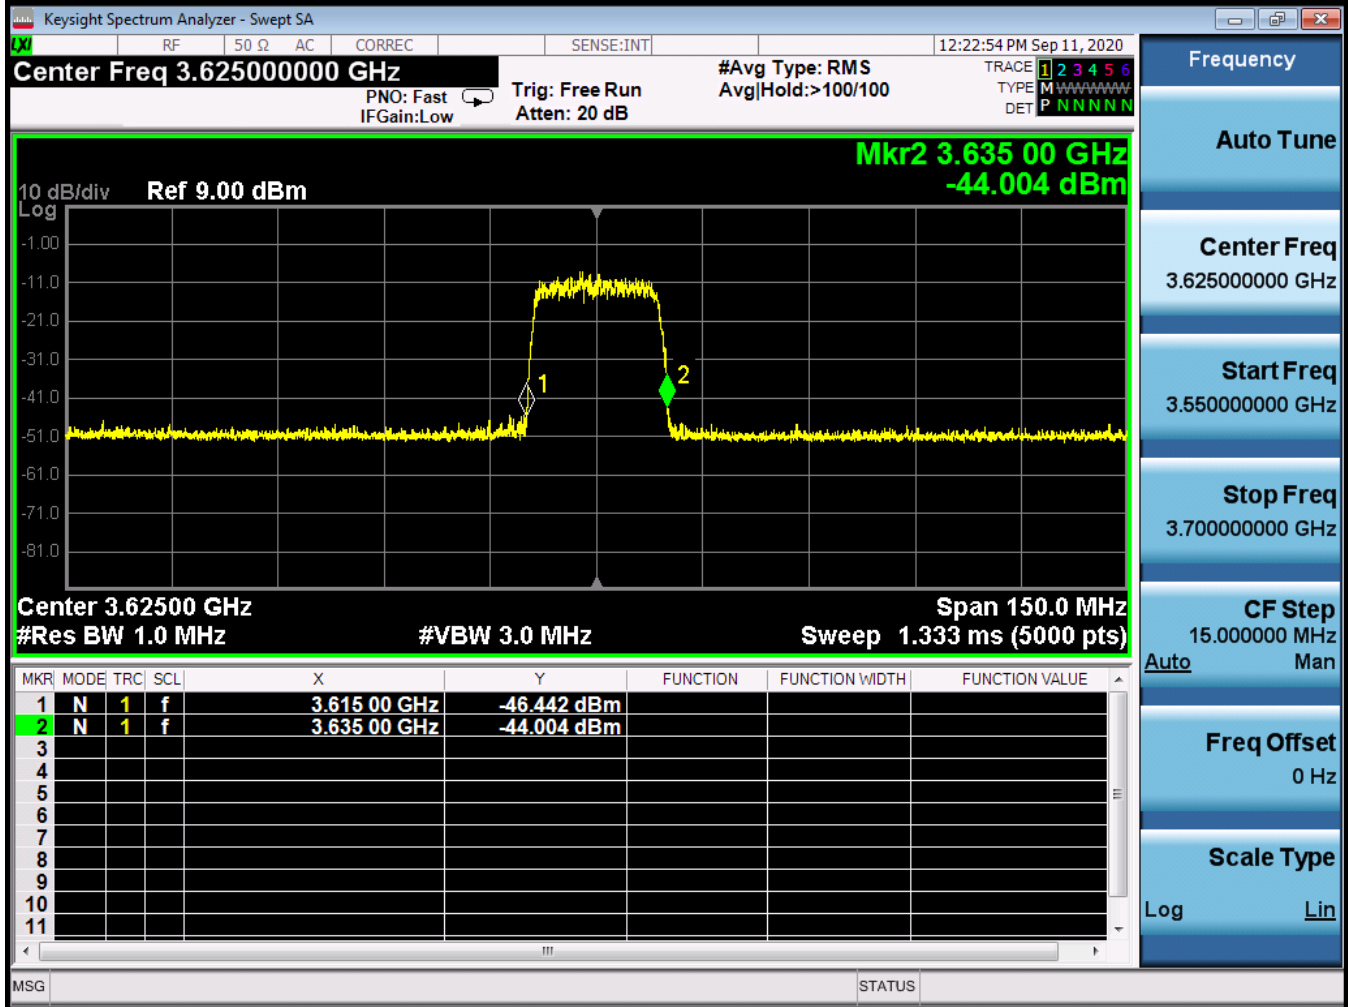 Keysight Spectrum Analyzer - Swept SA
LXI RF 50 Ω AC CORREC SENSE:INT 12:22:54 PM Sep 11, 2020
Center Freq 3.625000000 GHz
PNO: Fast
IFGain:Low
Trig: Free Run
Atten: 20 dB
#Avg Type: RMS
Avg|Hold:>100/100
TRACE 1 2 3 4 5 6
TYPE M W W W W W
DET P N N N N N
Mkr2 3.635 00 GHz
-44.004 dBm
10 dB/div Ref 9.00 dBm
Log
-1.00
-11.0
-21.0
-31.0
-41.0
-51.0
-61.0
-71.0
-81.0
1
2
Center 3.62500 GHz Span 150.0 MHz
#Res BW 1.0 MHz #VBW 3.0 MHz Sweep 1.333 ms (5000 pts)
MKR MODE TRC SCL X Y FUNCTION FUNCTION WIDTH FUNCTION VALUE
1 N 1 f 3.615 00 GHz -46.442 dBm
2 N 1 f 3.635 00 GHz -44.004 dBm
3
4
5
6
7
8
9
10
11
MSG STATUS
Frequency
Auto Tune
Center Freq
3.625000000 GHz
Start Freq
3.550000000 GHz
Stop Freq
3.700000000 GHz
CF Step
15.000000 MHz
Auto Man
Freq Offset
0 Hz
Scale Type
Log Lin